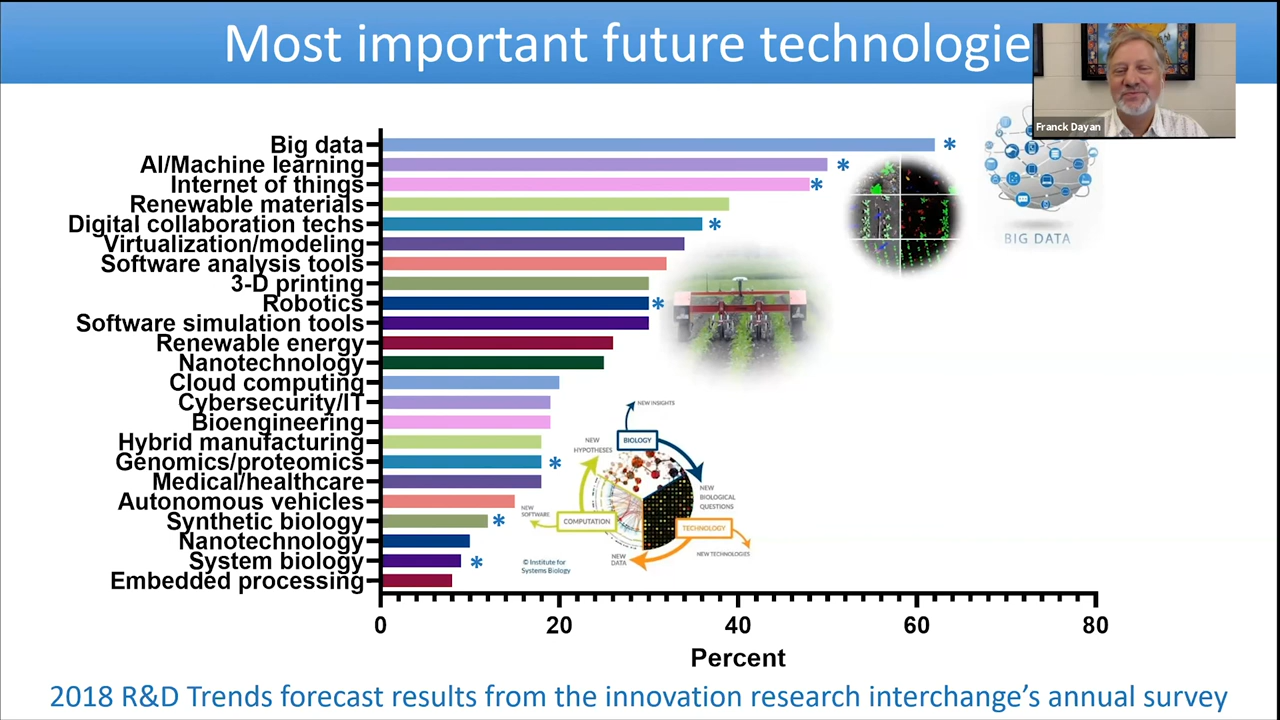 Most important future technologie
Franck Dayan
Big data
*
AI/Machine learning
*
Internet of things
*
Renewable materials
Digital collaboration techs
*
Virtualization/modeling
Software analysis tools
3-D printing
Robotics
*
Software simulation tools
Renewable energy
Nanotechnology
Cloud computing
Cybersecurity/IT
Bioengineering
Hybrid manufacturing
Genomics/proteomics
*
Medical/healthcare
Autonomous vehicles
Synthetic biology
*
Nanotechnology
System biology
*
Embedded processing
0
20
40
60
80
Percent
BIG DATA
NEW INSIGHTS
BIOLOGY
NEW
HYPOTHESES
NEW
BIOLOGICAL
QUESTIONS
NEW
SOFTWARE
COMPUTATION
TECHNOLOGY
NEW
DATA
NEW TECHNOLOGIES
© Institute for
Systems Biology
2018 R&D Trends forecast results from the innovation research interchange's annual survey